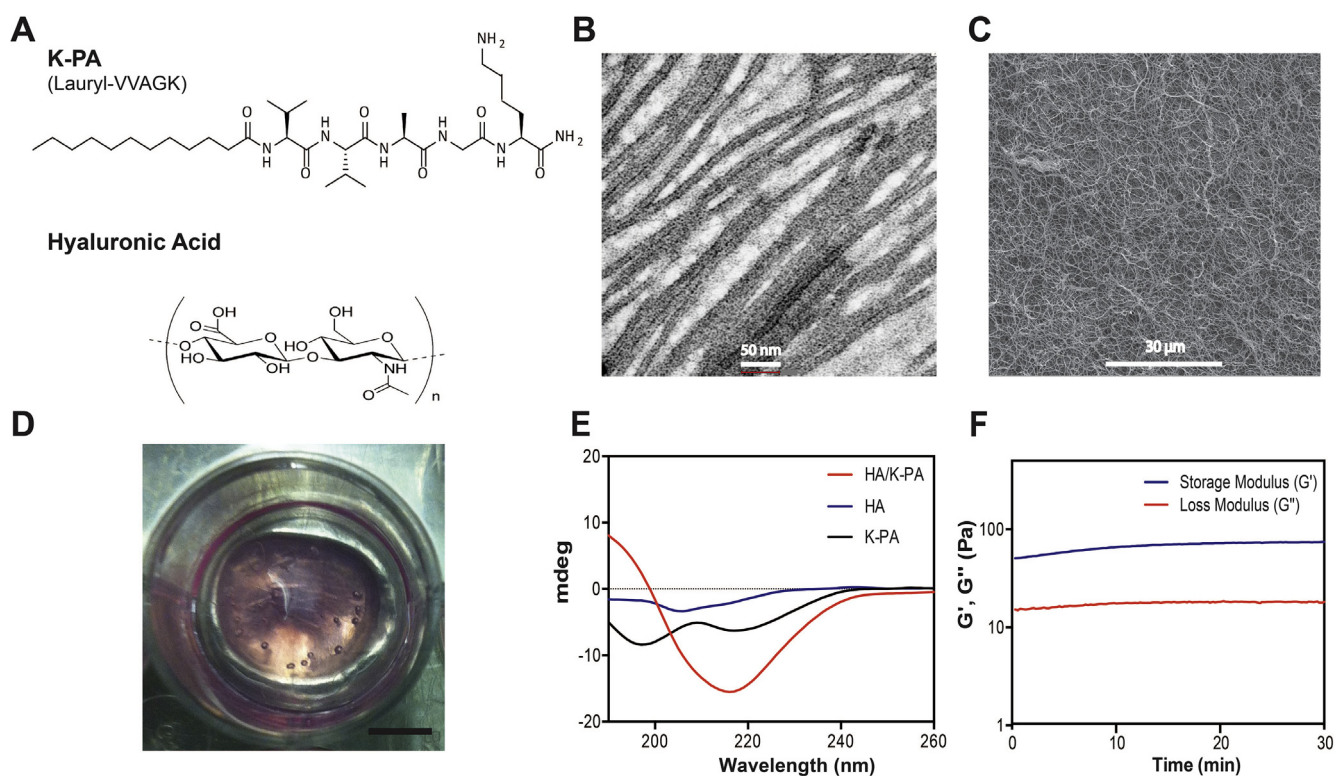 A
K-PA
(Lauryl-VVAGK)
NH2
O
H
N
O
O
H
N
NH2
N
H
O
N
H
O
N
H
O
Hyaluronic Acid
OH
O
O
HO
O
OH
HO
HO
O
O
O
NH
O
n
B
50 nm
C
30 µm
D
E
20
10
0
-10
-20
mdeg
HA/K-PA
HA
K-PA
200
220
240
260
Wavelength (nm)
F
Storage Modulus (G')
Loss Modulus (G")
100
10
1
G', G" (Pa)
0
10
20
30
Time (min)